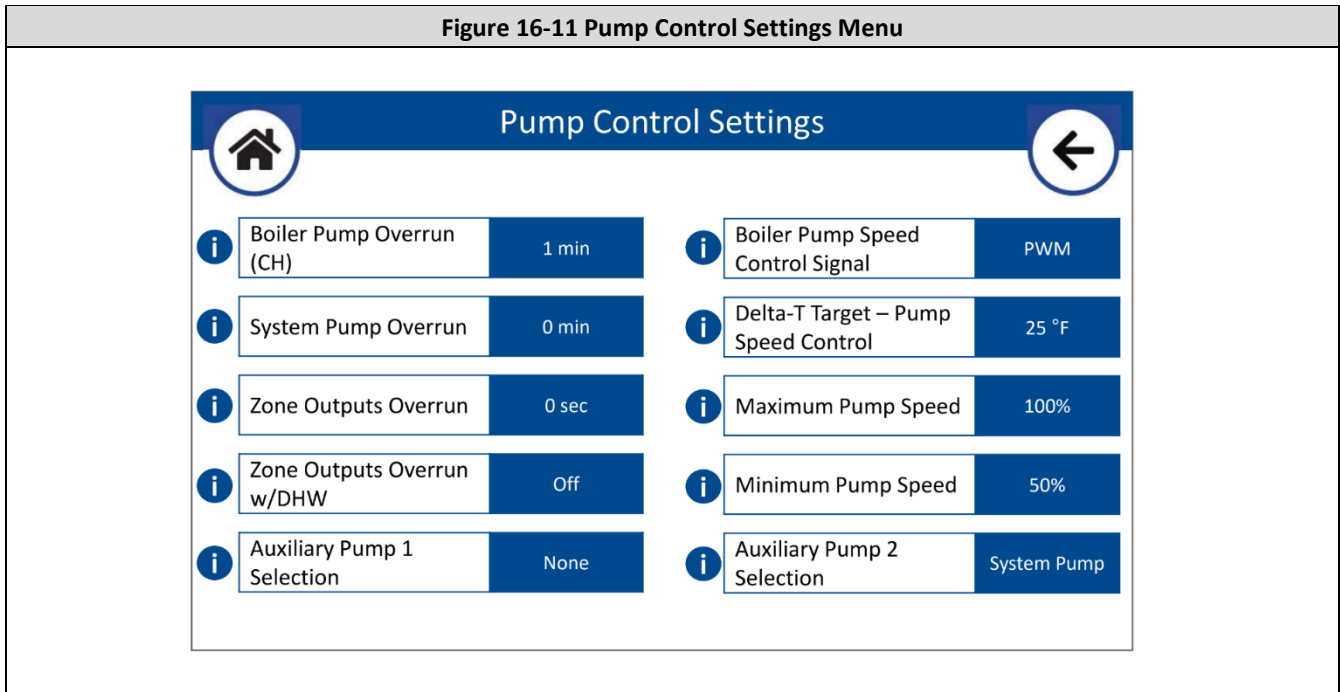 Figure 16-11 Pump Control Settings Menu
Pump Control Settings
i
Boiler Pump Overrun
(CH)
1 min
i
System Pump Overrun
0 min
i
Zone Outputs Overrun
0 sec
i
Zone Outputs Overrun
w/DHW
Off
i
Auxiliary Pump 1
Selection
None
i
Boiler Pump Speed
Control Signal
PWM
i
Delta-T Target – Pump
Speed Control
25 °F
i
Maximum Pump Speed
100%
i
Minimum Pump Speed
50%
i
Auxiliary Pump 2
Selection
System Pump